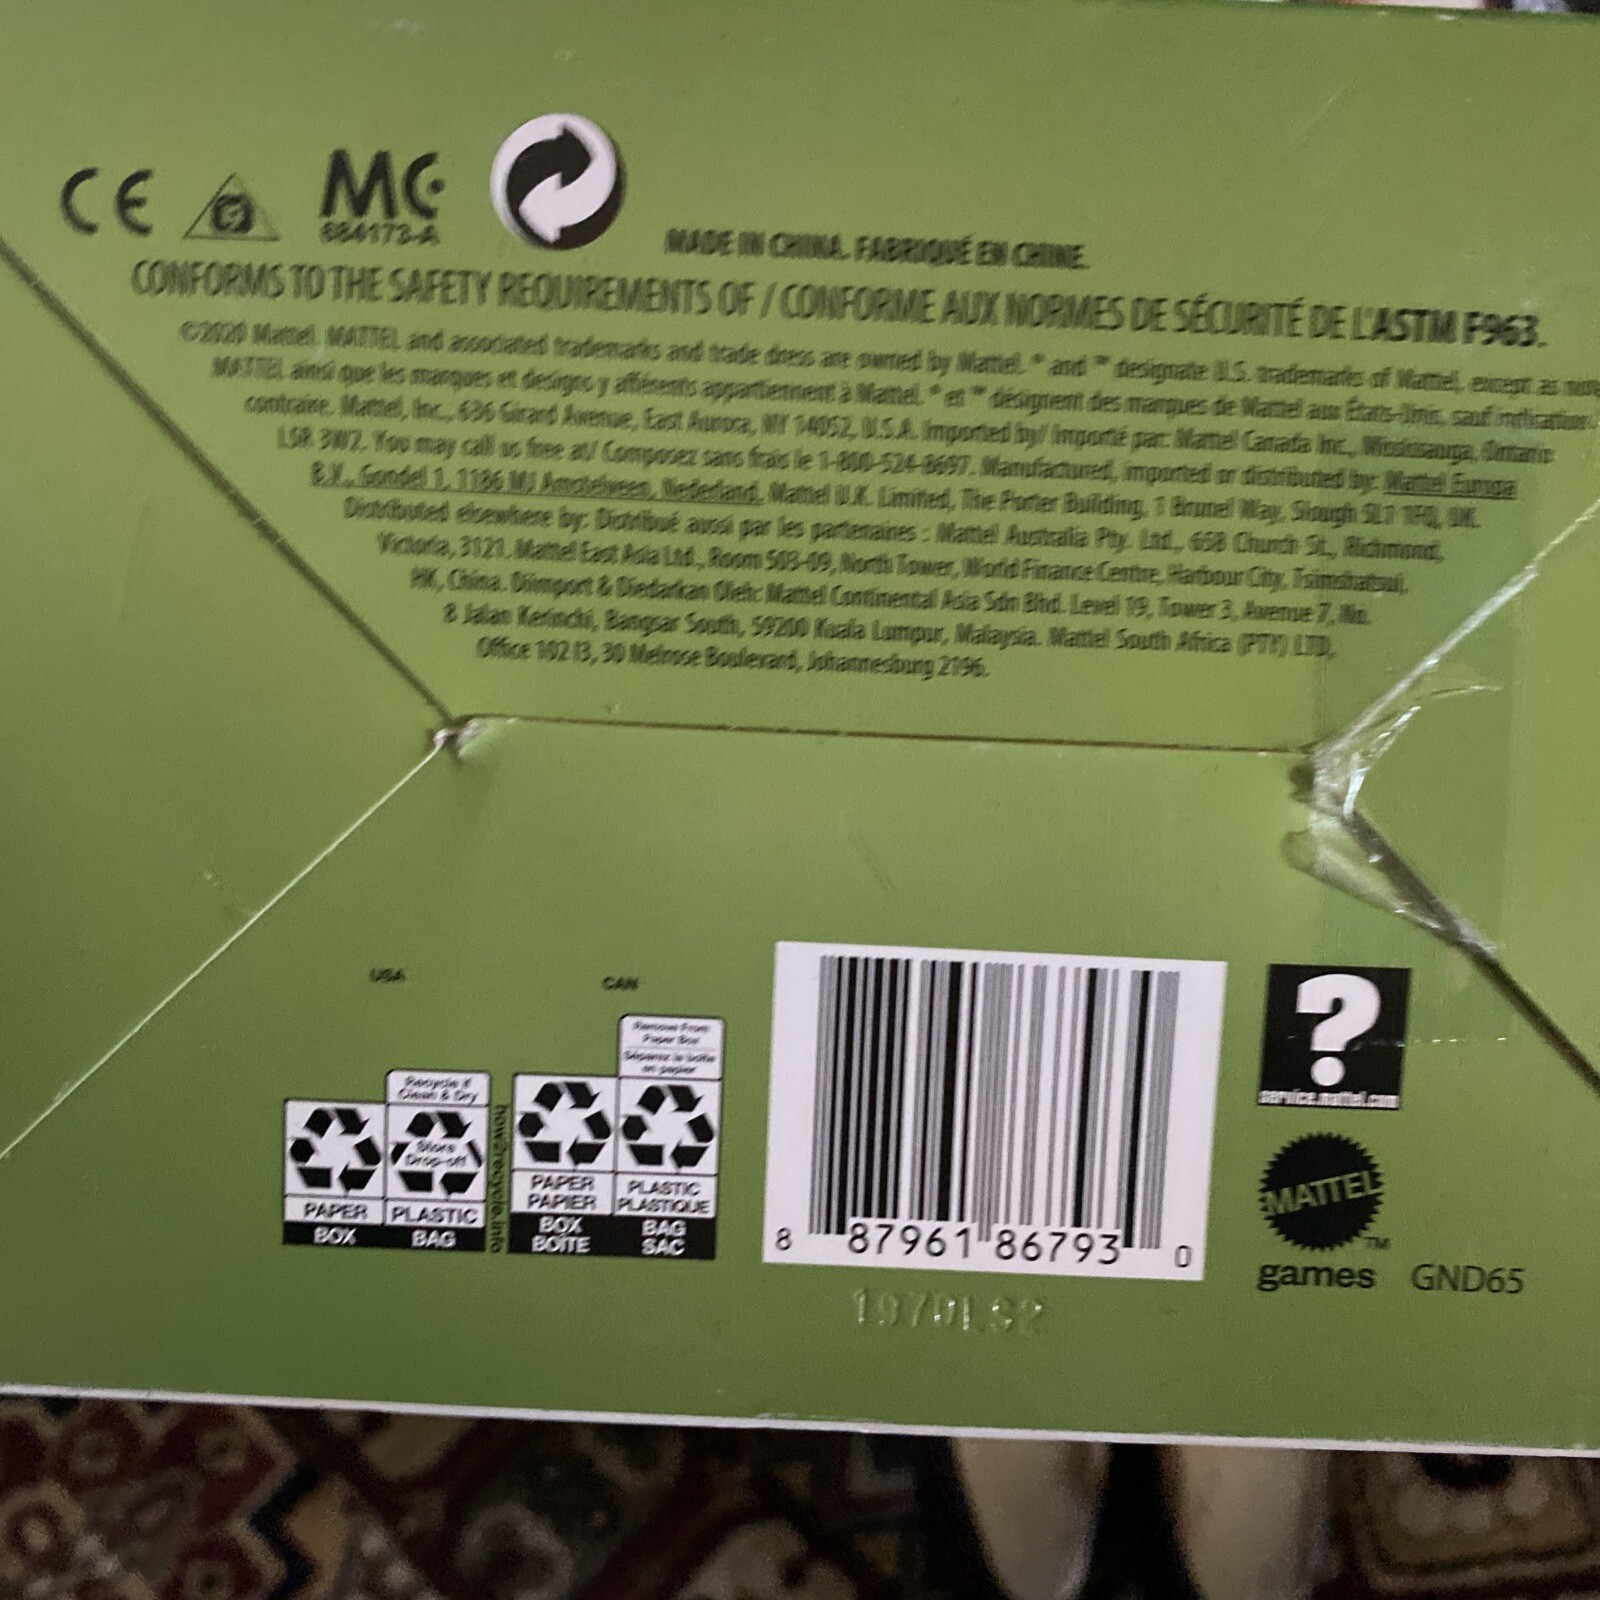 CE
MC
684173-A
MADE IN CHINA. FABRIQUÉ EN CHINE.
CONFORMS TO THE SAFETY REQUIREMENTS OF / CONFORME AUX NORMES DE SÉCURITÉ DE L'ASTM F963.
©2020 Mattel. MATTEL and associated trademarks and trade dress are owned by Mattel. ® and ™ designate U.S. trademarks of Mattel, except as
MATTEL ainsi que les marques et designs y afférents appartiennent à Mattel. ® et ™ désignent des marques de Mattel aux États-Unis, sauf indication
contraire. Mattel, Inc., 636 Girard Avenue, East Aurora, NY 14052, U.S.A. Imported by/ Importé par: Mattel Canada Inc., Mississauga, Ontario
L5R 3W2. You may call us free at/ Composez sans frais le 1-800-524-8697. Manufactured, imported or distributed by: Mattel Europa
B.V., Gondel 1, 1186 MJ Amstelveen, Nederland. Mattel U.K. Limited, The Porter Building, 1 Brunel Way, Slough SL1 1FQ, UK.
Distributed elsewhere by: Distribué aussi par les partenaires : Mattel Australia Pty. Ltd., 658 Church St., Richmond,
Victoria, 3121. Mattel East Asia Ltd., Room 503-09, North Tower, World Finance Centre, Harbour City, Tsimshatsui,
HK, China. Diimport & Diedarkan Oleh: Mattel Continental Asia Sdn Bhd. Level 19, Tower 3, Avenue 7, No.
8 Jalan Kerinchi, Bangsar South, 59200 Kuala Lumpur, Malaysia. Mattel South Africa (PTY) LTD,
Office 102 I3, 30 Melrose Boulevard, Johannesburg 2196.
USA
CAN
Recycle if
Clean & Dry
Store
Drop-off
PAPER
BOX
PLASTIC
BAG
how2recycle.info
Remove From
Paper Box
Séparez la boîte
en papier
PAPER
PAPIER
BOX
BOÎTE
PLASTIC
PLASTIQUE
BAG
SAC
8 87961 86793 0
?
service.mattel.com
MATTEL
TM
games
GND65